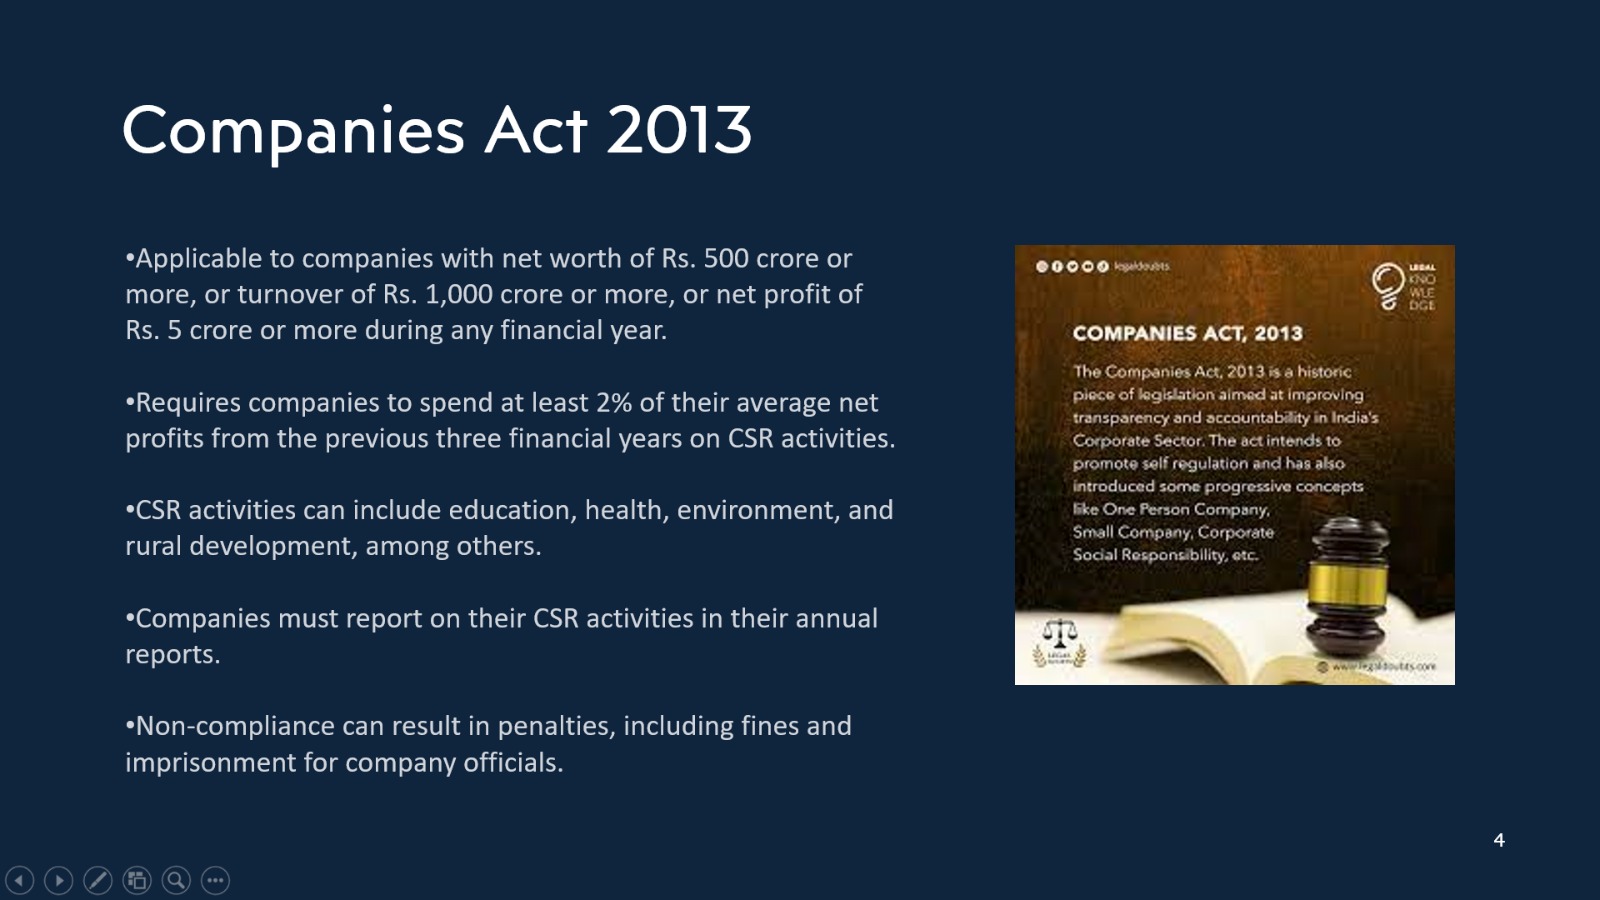 Companies Act 2013
•Applicable to companies with net worth of Rs. 500 crore or
more, or turnover of Rs. 1,000 crore or more, or net profit of
Rs. 5 crore or more during any financial year.
•Requires companies to spend at least 2% of their average net
profits from the previous three financial years on CSR activities.
•CSR activities can include education, health, environment, and
rural development, among others.
•Companies must report on their CSR activities in their annual
reports.
•Non-compliance can result in penalties, including fines and
imprisonment for company officials.
legaldoubts
LEGAL
KNO
WLE
DGE
COMPANIES ACT, 2013
The Companies Act, 2013 is a historic
piece of legislation aimed at improving
transparency and accountability in India's
Corporate Sector. The act intends to
promote self regulation and has also
introduced some progressive concepts
like One Person Company,
Small Company, Corporate
Social Responsibility, etc.
www.legaldoubts.com
4